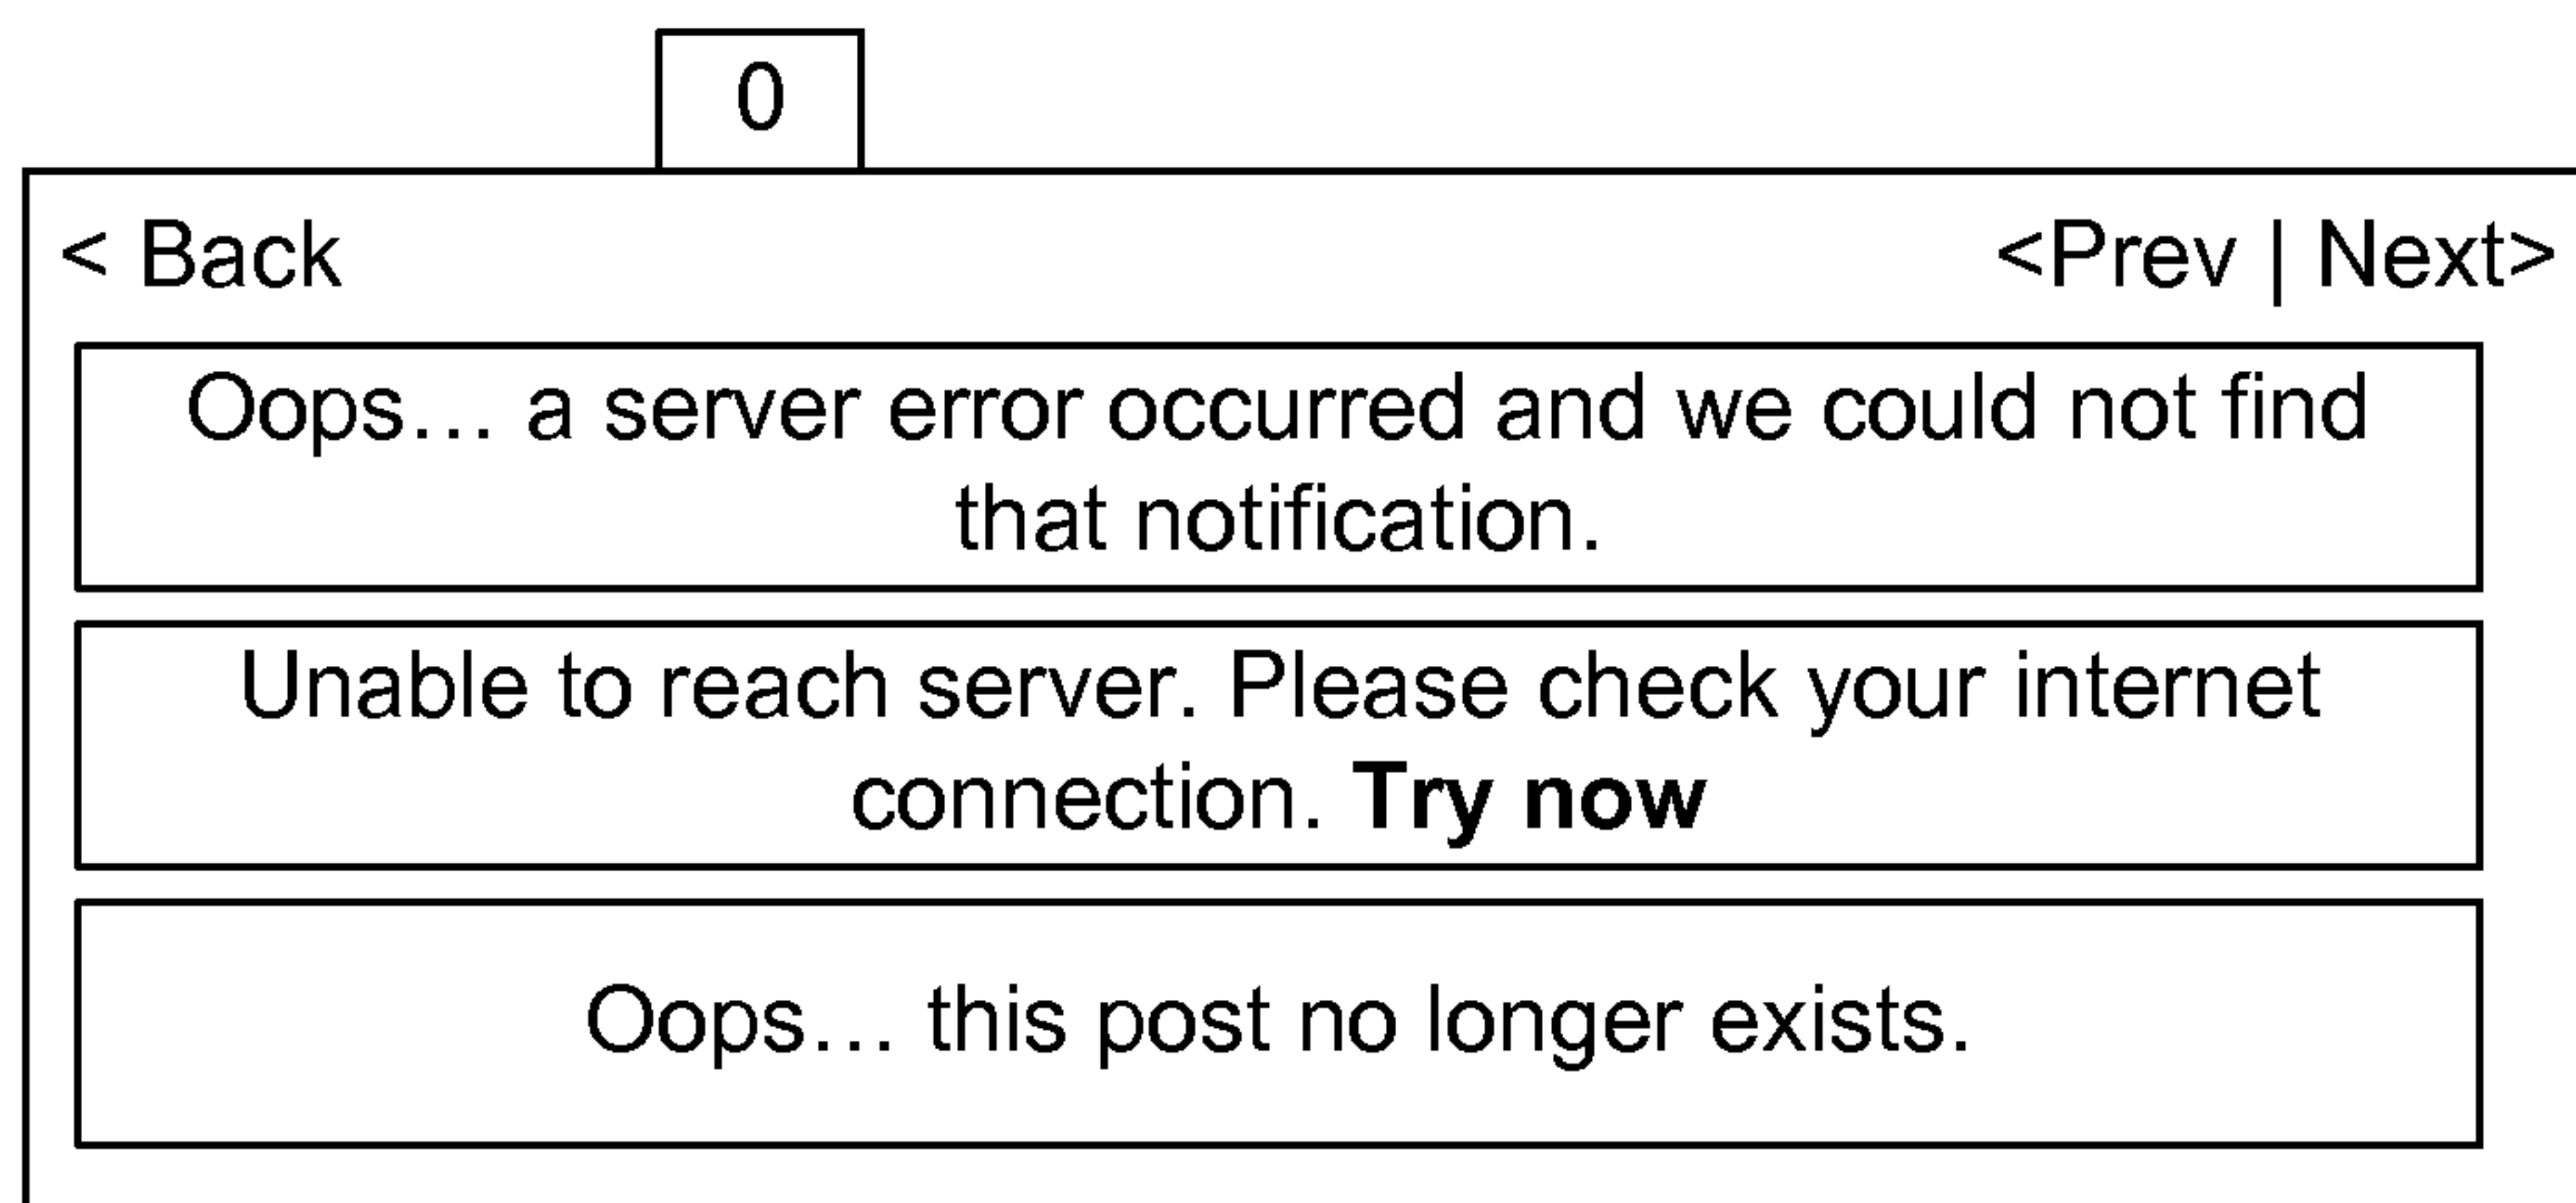 0
< Back <Prev | Next>
Oops... a server error occurred and we could not find
that notification.
Unable to reach server. Please check your internet
connection. Try now
Oops... this post no longer exists.